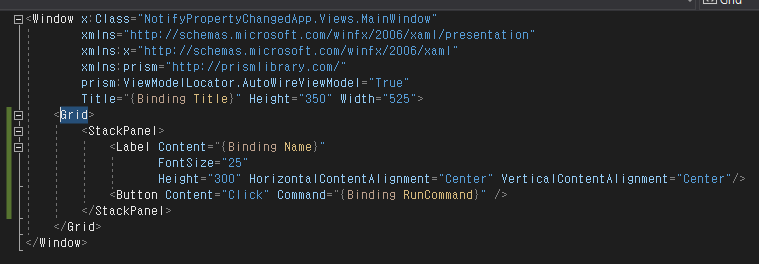 Grid
<Window x:Class="NotifyPropertyChangedApp.Views.MainWindow"
xmlns="http://schemas.microsoft.com/winfx/2006/xaml/presentation"
xmlns:x="http://schemas.microsoft.com/winfx/2006/xaml"
xmlns:prism="http://prismlibrary.com/"
prism:ViewModelLocator.AutoWireViewModel="True"
Title="{Binding Title}" Height="350" Width="525">
<Grid>
<StackPanel>
<Label Content="{Binding Name}"
FontSize="25"
Height="300" HorizontalContentAlignment="Center" VerticalContentAlignment="Center"/>
<Button Content="Click" Command="{Binding RunCommand}" />
</StackPanel>
</Grid>
</Window>